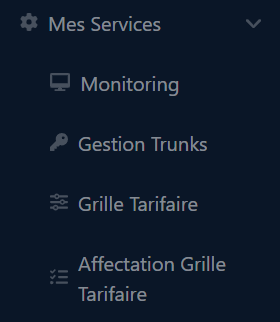 Mes Services
Monitoring
Gestion Trunks
Grille Tarifaire
Affectation Grille
Tarifaire